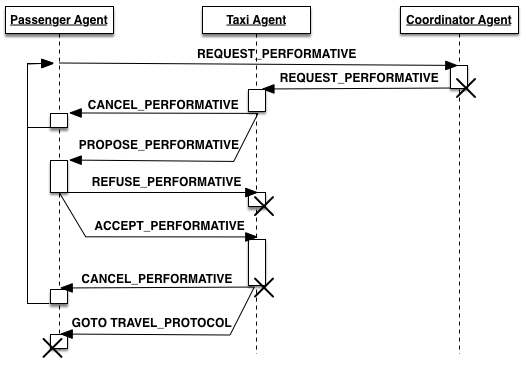 Passenger Agent
Taxi Agent
Coordinator Agent
REQUEST_PERFORMATIVE
REQUEST_PERFORMATIVE
CANCEL_PERFORMATIVE
PROPOSE_PERFORMATIVE
REFUSE_PERFORMATIVE
ACCEPT_PERFORMATIVE
CANCEL_PERFORMATIVE
GOTO TRAVEL_PROTOCOL